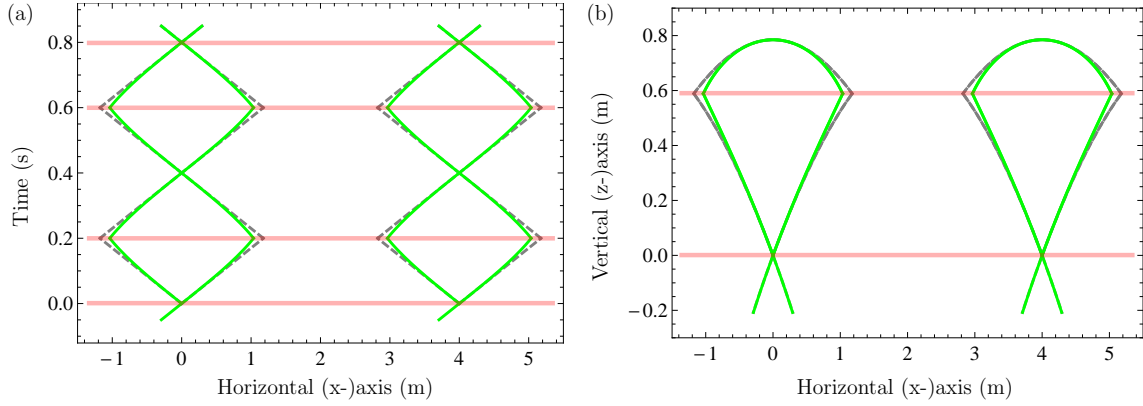 (a)
0.8
0.6
0.4
0.2
0.0
Time (s)
−1 0 1 2 3 4 5
Horizontal (x-)axis (m)
(b)
0.8
0.6
0.4
0.2
0.0
−0.2
Vertical (z-)axis (m)
−1 0 1 2 3 4 5
Horizontal (x-)axis (m)